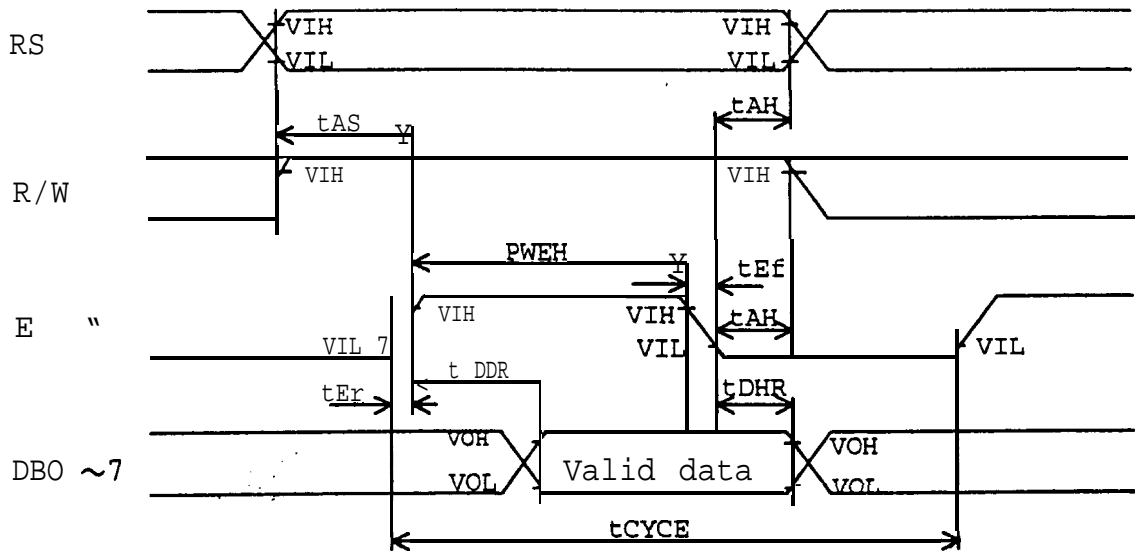 RS
VIH
VIH
VIL
VIL
tAS
Y
tAH
R/W
VIH
VIH
PWEH
Y
tEf
E "
VIH
VIH
tAH
VIL 7
VIL
VIL
t DDR
tEr
tDHR
DBO ~7
VOH
VOH
Valid data
VOL
VOL
tCYCE